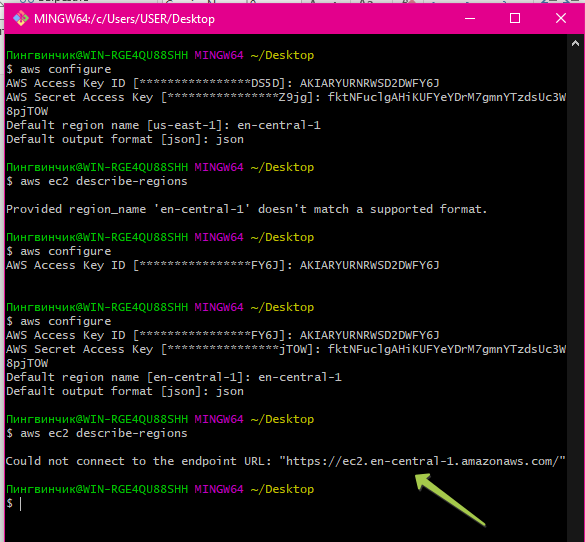 MINGW64:/c/Users/USER/Desktop
Пингвинчик@WIN-RGE4QU88SHH MINGW64 ~/Desktop
$ aws configure
AWS Access Key ID [****************DS5D]: AKIARYURNRWSD2DWFY6J
AWS Secret Access Key [****************Z9jg]: fktNFuclgAHiKUFYeYDrM7gmnYTzdsUc3W
8pjTOW
Default region name [us-east-1]: en-central-1
Default output format [json]: json
Пингвинчик@WIN-RGE4QU88SHH MINGW64 ~/Desktop
$ aws ec2 describe-regions
Provided region_name 'en-central-1' doesn't match a supported format.
Пингвинчик@WIN-RGE4QU88SHH MINGW64 ~/Desktop
$ aws configure
AWS Access Key ID [****************FY6J]: AKIARYURNRWSD2DWFY6J
Пингвинчик@WIN-RGE4QU88SHH MINGW64 ~/Desktop
$ aws configure
AWS Access Key ID [****************FY6J]: AKIARYURNRWSD2DWFY6J
AWS Secret Access Key [****************jTOW]: fktNFuclgAHiKUFYeYDrM7gmnYTzdsUc3W
8pjTOW
Default region name [en-central-1]: en-central-1
Default output format [json]: json
Пингвинчик@WIN-RGE4QU88SHH MINGW64 ~/Desktop
$ aws ec2 describe-regions
Could not connect to the endpoint URL: "https://ec2.en-central-1.amazonaws.com/"
Пингвинчик@WIN-RGE4QU88SHH MINGW64 ~/Desktop
$